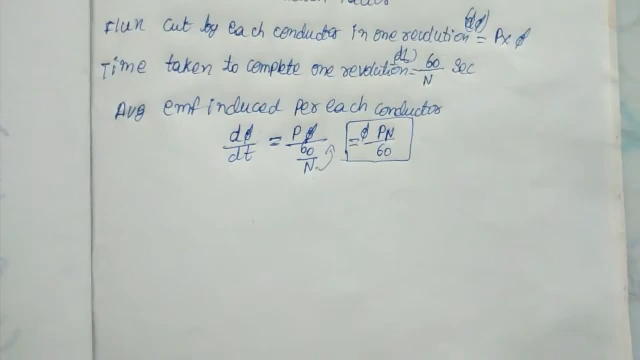 Flux cut by each conductor in one revolution (dϕ) = P×ϕ
Time taken to complete one revolution (dt) = 60/N Sec
Avg emf induced per each conductor
dϕ/dt = Pϕ/(60/N) = ϕPN/60